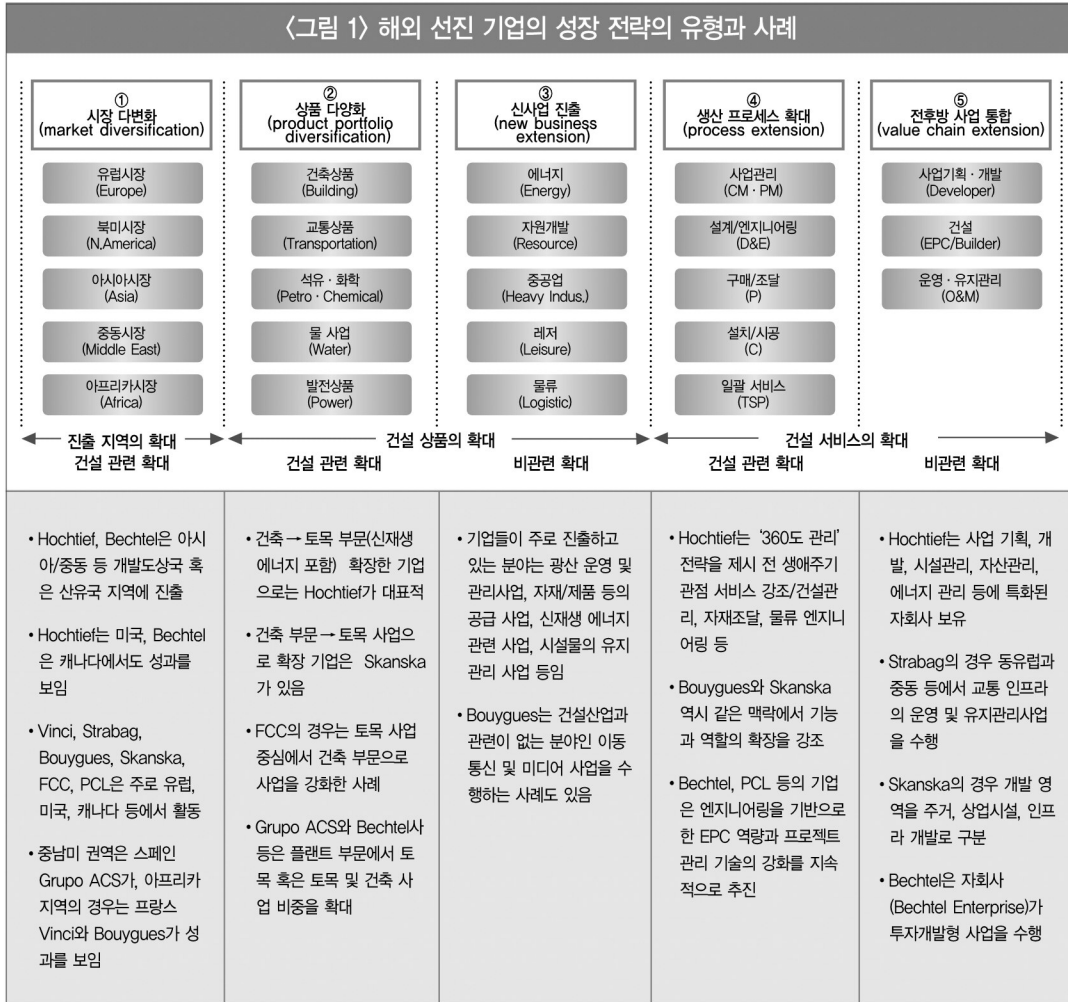 〈그림 1〉 해외 선진 기업의 성장 전략의 유형과 사례
①
시장 다변화
(market diversification)
유럽시장
(Europe)
북미시장
(N.America)
아시아시장
(Asia)
중동시장
(Middle East)
아프리카시장
(Africa)
②
상품 다양화
(product portfolio
diversification)
건축상품
(Building)
교통상품
(Transportation)
석유 · 화학
(Petro · Chemical)
물 사업
(Water)
발전상품
(Power)
③
신사업 진출
(new business
extension)
에너지
(Energy)
자원개발
(Resource)
중공업
(Heavy Indus.)
레저
(Leisure)
물류
(Logistic)
④
생산 프로세스 확대
(process extension)
사업관리
(CM · PM)
설계/엔지니어링
(D&E)
구매/조달
(P)
설치/시공
(C)
일괄 서비스
(TSP)
⑤
전후방 사업 통합
(value chain extension)
사업기획 · 개발
(Developer)
건설
(EPC/Builder)
운영 · 유지관리
(O&M)
진출 지역의 확대
건설 상품의 확대
건설 서비스의 확대
건설 관련 확대
건설 관련 확대
비관련 확대
건설 관련 확대
비관련 확대
• Hochtief, Bechtel은 아시
아/중동 등 개발도상국 혹
은 산유국 지역에 진출
• Hochtief는 미국, Bechtel
은 캐나다에서도 성과를
보임
• Vinci, Strabag,
Bouygues, Skanska,
FCC, PCL은 주로 유럽,
미국, 캐나다 등에서 활동
• 중남미 권역은 스페인
Grupo ACS가, 아프리카
지역의 경우는 프랑스
Vinci와 Bouygues가 성
과를 보임
• 건축→토목 부문(신재생
에너지 포함) 확장한 기업
으로는 Hochtief가 대표적
• 건축 부문→토목 사업으
로 확장 기업은 Skanska
가 있음
• FCC의 경우는 토목 사업
중심에서 건축 부문으로
사업을 강화한 사례
• Grupo ACS와 Bechtel사
등은 플랜트 부문에서 토
목 혹은 토목 및 건축 사
업 비중을 확대
• 기업들이 주로 진출하고
있는 분야는 광산 운영 및
관리사업, 자재/제품 등의
공급 사업, 신재생 에너지
관련 사업, 시설물의 유지
관리 사업 등임
• Bouygues는 건설산업과
관련이 없는 분야인 이동
통신 및 미디어 사업을 수
행하는 사례도 있음
• Hochtief는 ‘360도 관리’
전략을 제시 전 생애주기
관점 서비스 강조/건설관
리, 자재조달, 물류 엔지니
어링 등
• Bouygues와 Skanska
역시 같은 맥락에서 기능
과 역할의 확장을 강조
• Bechtel, PCL 등의 기업
은 엔지니어링을 기반으로
한 EPC 역량과 프로젝트
관리 기술의 강화를 지속
적으로 추진
• Hochtief는 사업 기획, 개
발, 시설관리, 자산관리,
에너지 관리 등에 특화된
자회사 보유
• Strabag의 경우 동유럽과
중동 등에서 교통 인프라
의 운영 및 유지관리사업
을 수행
• Skanska의 경우 개발 영
역을 주거, 상업시설, 인프
라 개발로 구분
• Bechtel은 자회사
(Bechtel Enterprise)가
투자개발형 사업을 수행